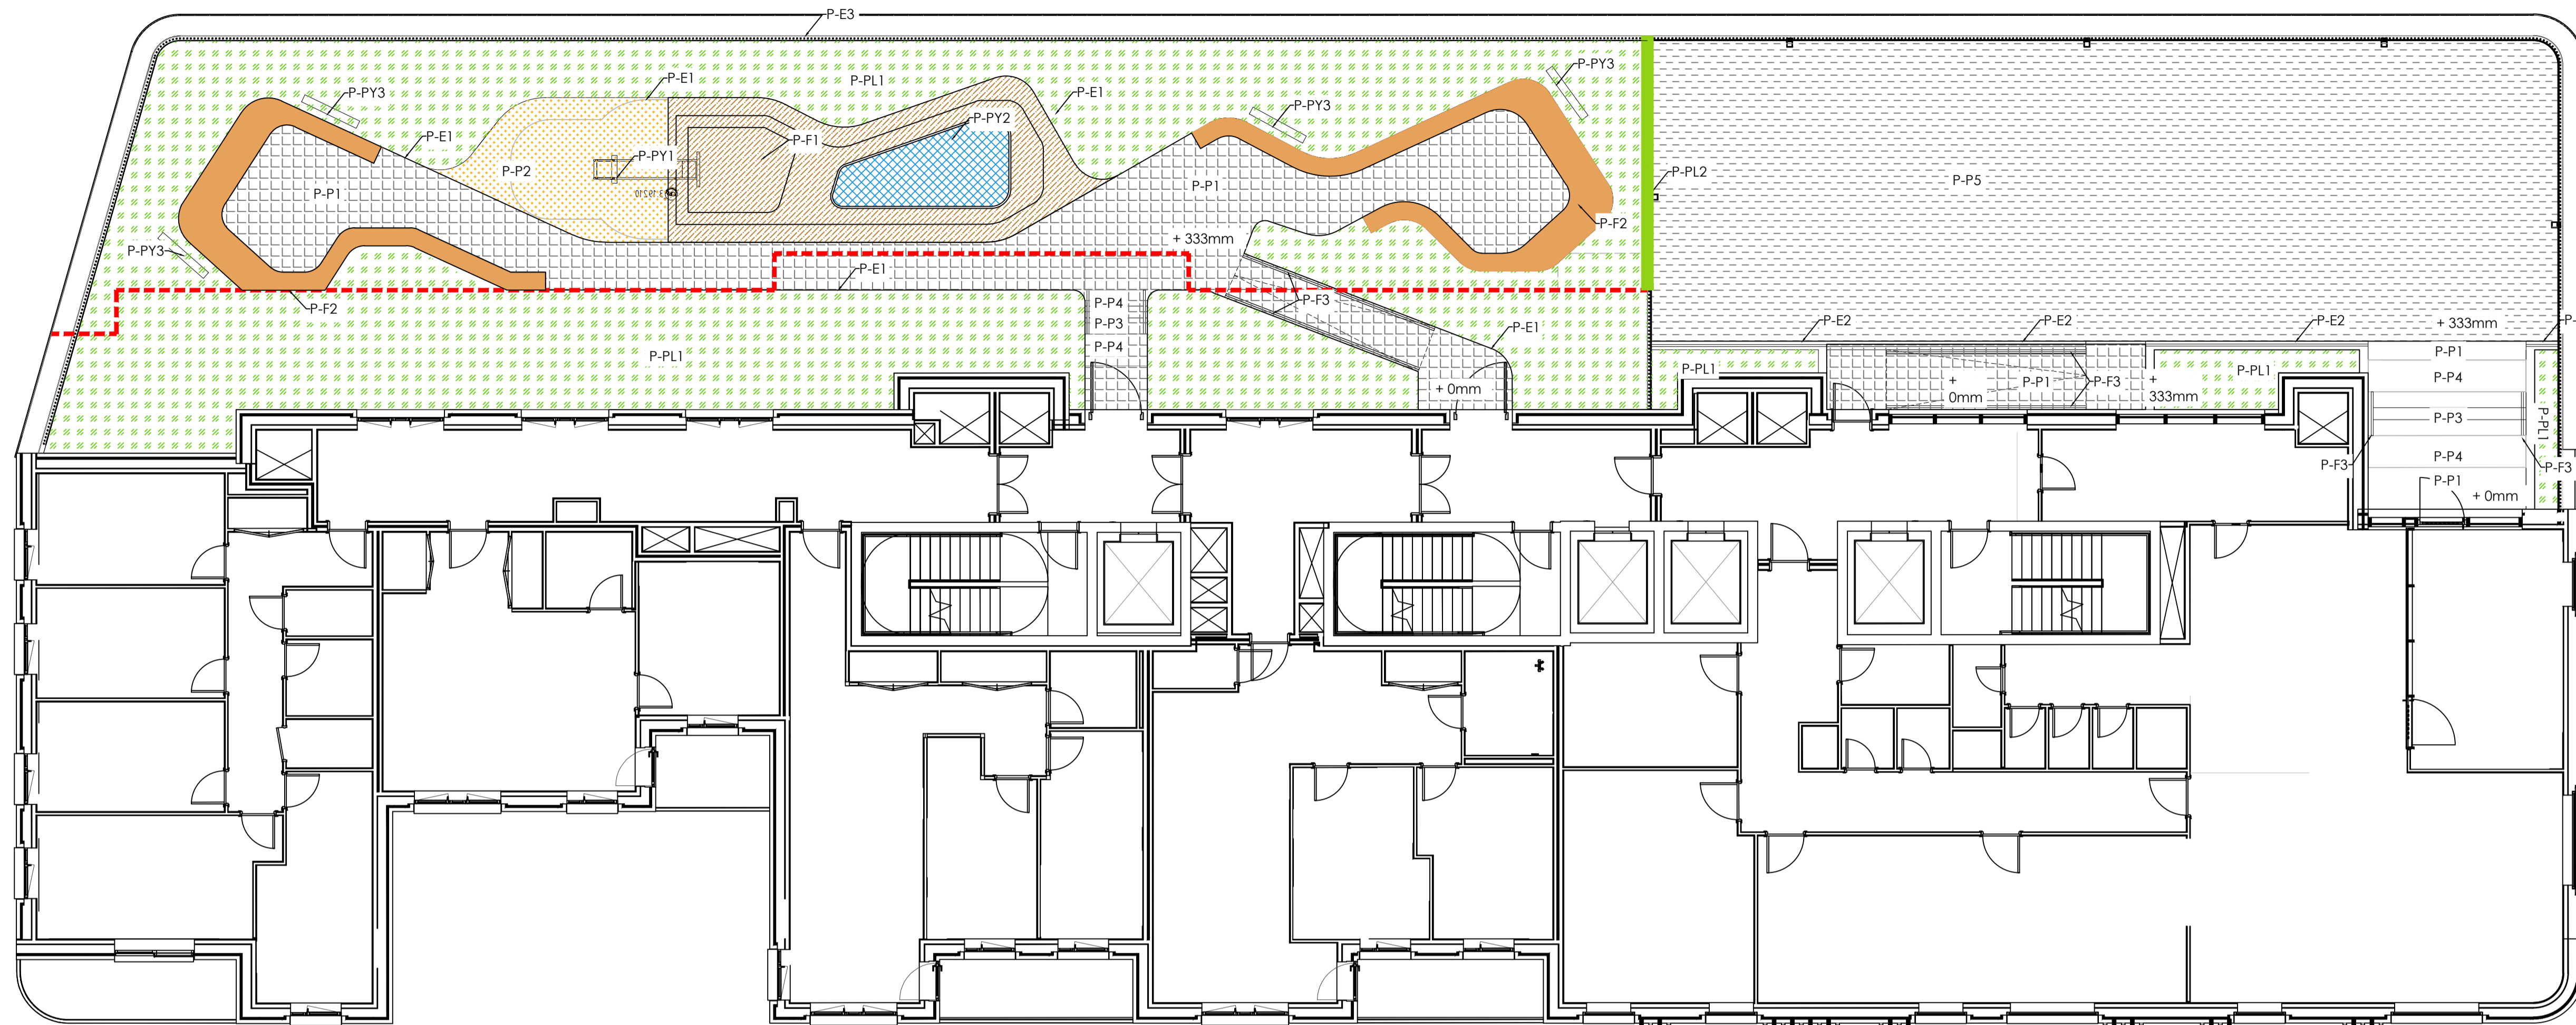 P-E3
P-E1
P-PL1
P-PY3
P-PY3
P-E1
P-PY3
P-PY2
P-E1
P-F1
P-PY1
P-P2
P-PL2
P-P5
P-P1
P-P1
P-F2
P-PY3
+ 333mm
P-E1
P-F3
P-F2
P-P4
P-P3
P-P4
P-E1
P-PL1
+ 0mm
P-E2
P-E2
P-E2
+ 333mm
P-
P-P1
P-PL1
P-PL1
P-P4
+
0mm
P-P1
P-F3
+
333mm
P-P3
P-PL1
P-P4
P-F3
P-F3
P-P1
+ 0mm